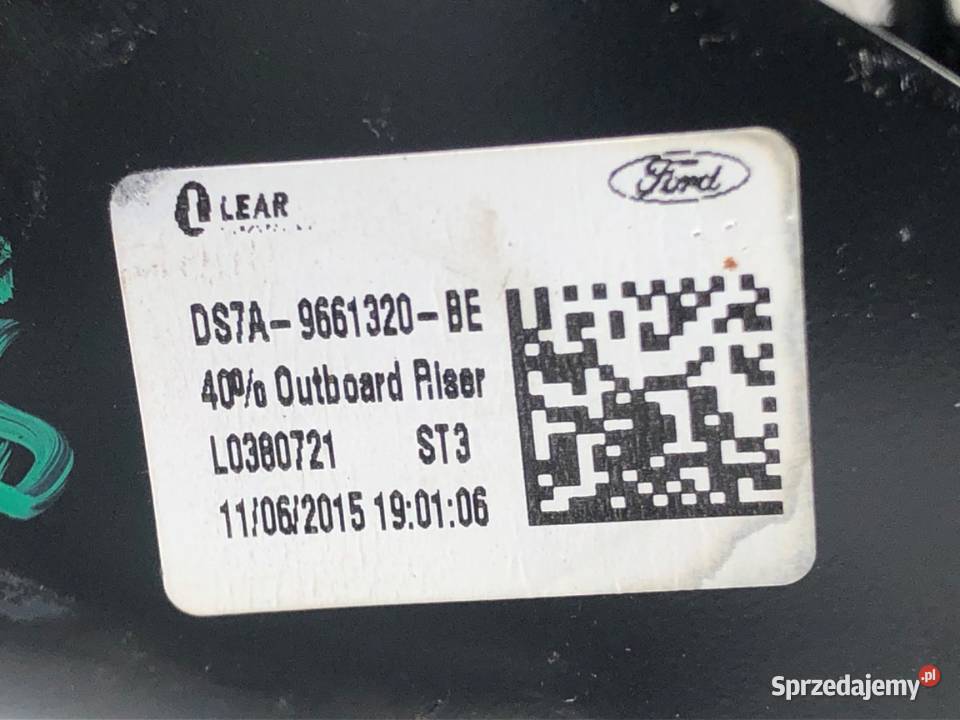 LEAR
Ford
DS7A-9661320-BE
40% Outboard Riser
L0380721 ST3
11/06/2015 19:01:06
Sprzedajemy.pl